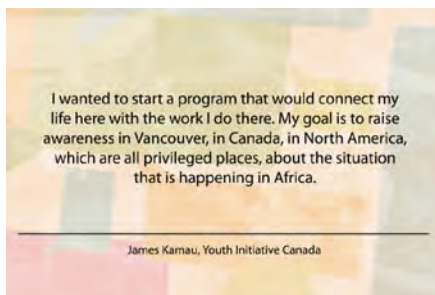 I wanted to start a program that would connect my
life here with the work I do there. My goal is to raise
awareness in Vancouver, in Canada, in North America,
which are all privileged places, about the situation
that is happening in Africa.
James Kamau, Youth Initiative Canada